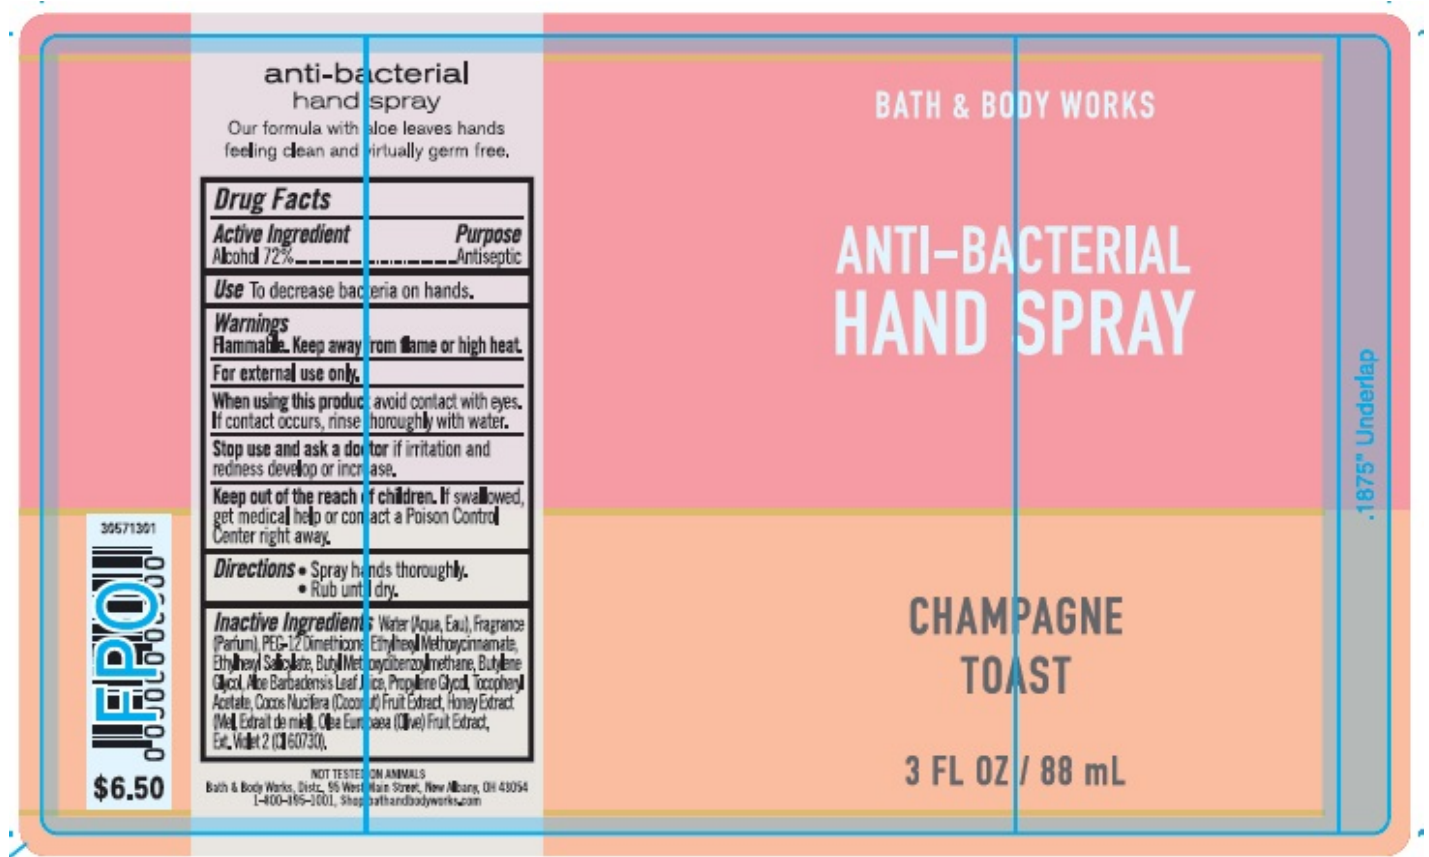 anti-bacterial
hand spray
Our formula with aloe leaves hands
feeling clean and virtually germ free.
Drug Facts
Active Ingredient Purpose
Alcohol 72% Antiseptic
Use To decrease bacteria on hands.
Warnings
Flammable. Keep away from flame or high heat.
For external use only.
When using this product avoid contact with eyes.
If contact occurs, rinse thoroughly with water.
Stop use and ask a doctor if irritation and
redness develop or increase.
Keep out of the reach of children. If swallowed,
get medical help or contact a Poison Control
Center right away.
Directions • Spray hands thoroughly.
• Rub until dry.
Inactive Ingredients Water (Aqua, Eau), Fragrance
(Parfum), PEG-12 Dimethicone, Ethylhexyl Methoxycinnamate,
Ethylhexyl Salicylate, Butyl Methoxydibenzoylmethane, Butylene
Glycol, Aloe Barbadensis Leaf Juice, Propylene Glycol, Tocopheryl
Acetate, Cocos Nucifera (Coconut) Fruit Extract, Honey Extract
(Mel, Extrait de miel), Olea Europaea (Olive) Fruit Extract,
Ext. Violet 2 (CI 60730).
NOT TESTED ON ANIMALS
Bath & Body Works, Distr., 95 West Main Street, New Albany, OH 43054
1-800-395-1001, Shop bathandbodyworks.com
30571301
FPO
$6.50
BATH & BODY WORKS
ANTI-BACTERIAL
HAND SPRAY
CHAMPAGNE
TOAST
3 FL OZ / 88 mL
.1875" Underlap